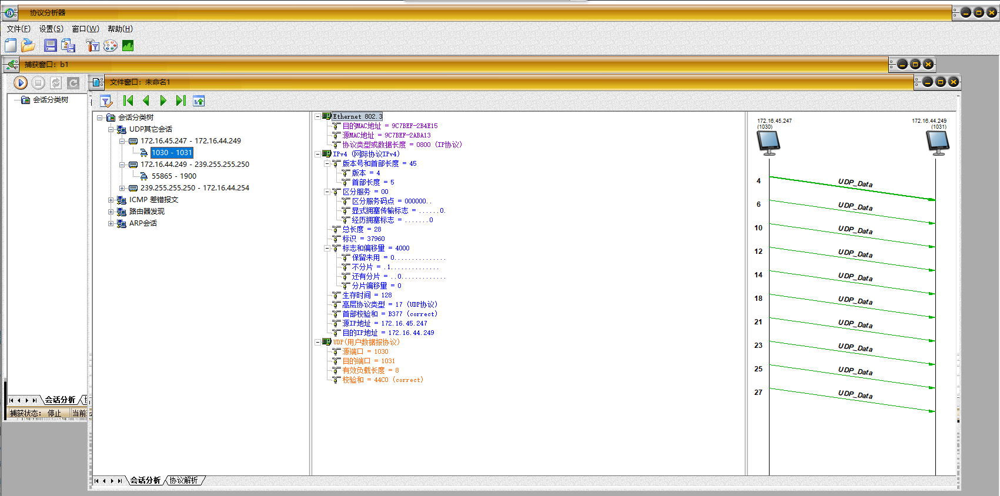 协议分析器
文件(F) 设置(S) 窗口(W) 帮助(H)
捕获窗口: b1
会话分类树
会话分析
捕获状态: 停止 当前
文件窗口: 未命名1
会话分类树
UDP其它会话
172.16.45.247 - 172.16.44.249
1030 - 1031
172.16.44.249 - 239.255.255.250
55865 - 1900
239.255.255.250 - 172.16.44.254
ICMP 差错报文
路由器发现
ARP会话
Ethernet 802.3
目的MAC地址 = 9C7BEF-2B4E15
源MAC地址 = 9C7BEF-2ABA13
协议类型或数据长度 = 0800 (IP协议)
IPv4 (网际协议IPv4)
版本号和首部长度 = 45
版本 = 4
首部长度 = 5
区分服务 = 00
区分服务码点 = 000000..
显式拥塞传输标志 = ......0.
经历拥塞标志 = .......0
总长度 = 28
标识 = 37960
标志和偏移量 = 4000
保留未用 = 0...............
不分片 = .1..............
还有分片 = ..0.............
分片偏移量 = 0
生存时间 = 128
高层协议类型 = 17 (UDP协议)
首部校验和 = B377 (correct)
源IP地址 = 172.16.45.247
目的IP地址 = 172.16.44.249
UDP(用户数据报协议)
源端口 = 1030
目的端口 = 1031
有效负载长度 = 8
校验和 = 44C0 (correct)
172.16.45.247 172.16.44.249
(1030) (1031)
4 UDP_Data
6 UDP_Data
10 UDP_Data
12 UDP_Data
14 UDP_Data
18 UDP_Data
21 UDP_Data
23 UDP_Data
25 UDP_Data
27 UDP_Data
会话分析 协议解析